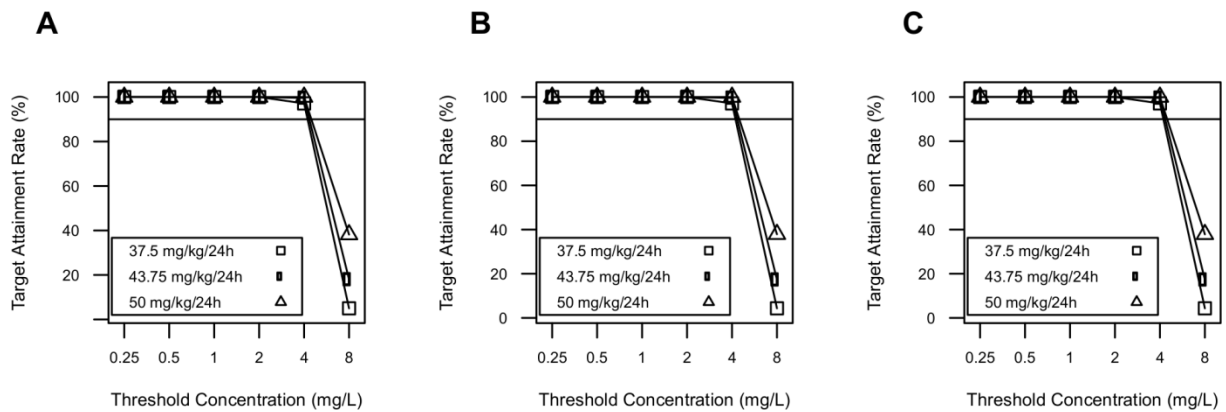 A
B
C
Target Attainment Rate (%)
100
80
60
40
20
37.5 mg/kg/24h
43.75 mg/kg/24h
50 mg/kg/24h
0.25 0.5 1 2 4 8
Threshold Concentration (mg/L)
Target Attainment Rate (%)
100
80
60
40
20
0
37.5 mg/kg/24h
43.75 mg/kg/24h
50 mg/kg/24h
0.25 0.5 1 2 4 8
Threshold Concentration (mg/L)
Target Attainment Rate (%)
100
80
60
40
20
0
37.5 mg/kg/24h
43.75 mg/kg/24h
50 mg/kg/24h
0.25 0.5 1 2 4 8
Threshold Concentration (mg/L)